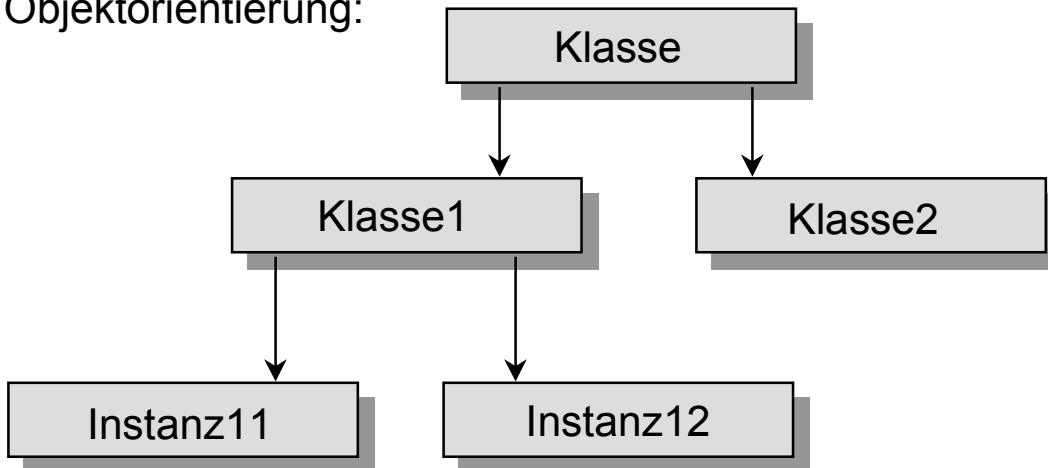 Objektorientierung:
Klasse
Klasse1
Klasse2
Instanz11
Instanz12